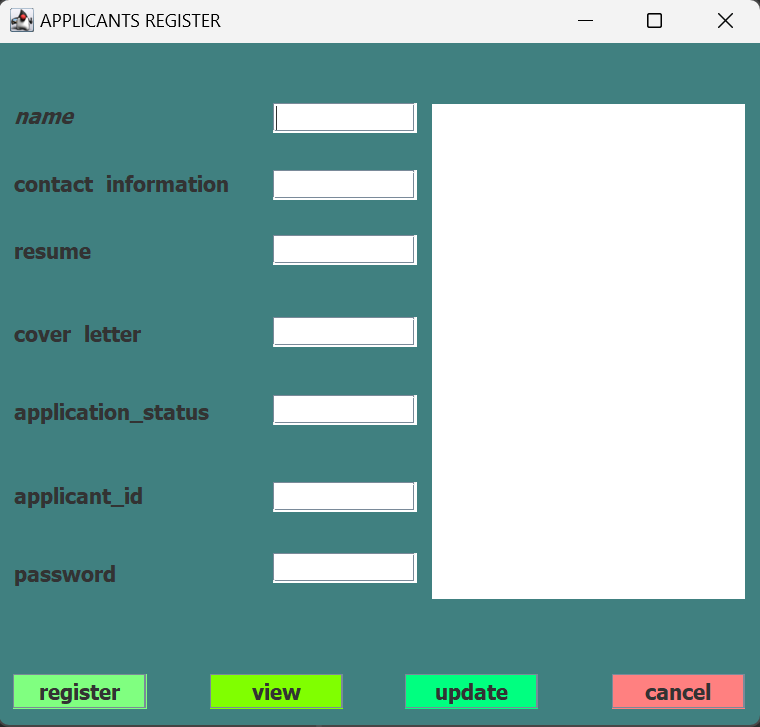 APPLICANTS REGISTER
name
contact information
resume
cover letter
application_status
applicant_id
password
register view update cancel